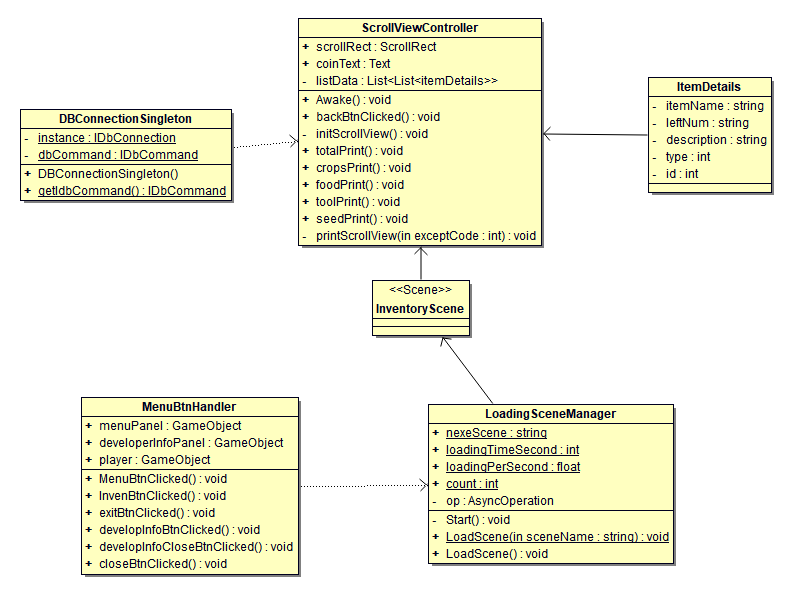 ScrollViewController
+ scrollRect : ScrollRect
+ coinText : Text
- listData : List<List<itemDetails>>
+ Awake() : void
+ backBtnClicked() : void
- initScrollView() : void
+ totalPrint() : void
+ cropsPrint() : void
+ foodPrint() : void
+ toolPrint() : void
+ seedPrint() : void
- printScrollView(in exceptCode : int) : void
DBConnectionSingleton
- instance : IDbConnection
- dbCommand : IDbCommand
+ DBConnectionSingleton()
+ getIdbCommand() : IDbCommand
ItemDetails
- itemName : string
- leftNum : string
- description : string
- type : int
- id : int
<<Scene>>
InventoryScene
MenuBtnHandler
+ menuPanel : GameObject
+ developerInfoPanel : GameObject
+ player : GameObject
+ MenuBtnClicked() : void
+ InvenBtnClicked() : void
+ exitBtnClicked() : void
+ developInfoBtnClicked() : void
+ developInfoCloseBtnClicked() : void
+ closeBtnClicked() : void
LoadingSceneManager
+ nexeScene : string
+ loadingTimeSecond : int
+ loadingPerSecond : float
+ count : int
- op : AsyncOperation
- Start() : void
+ LoadScene(in sceneName : string) : void
+ LoadScene() : void